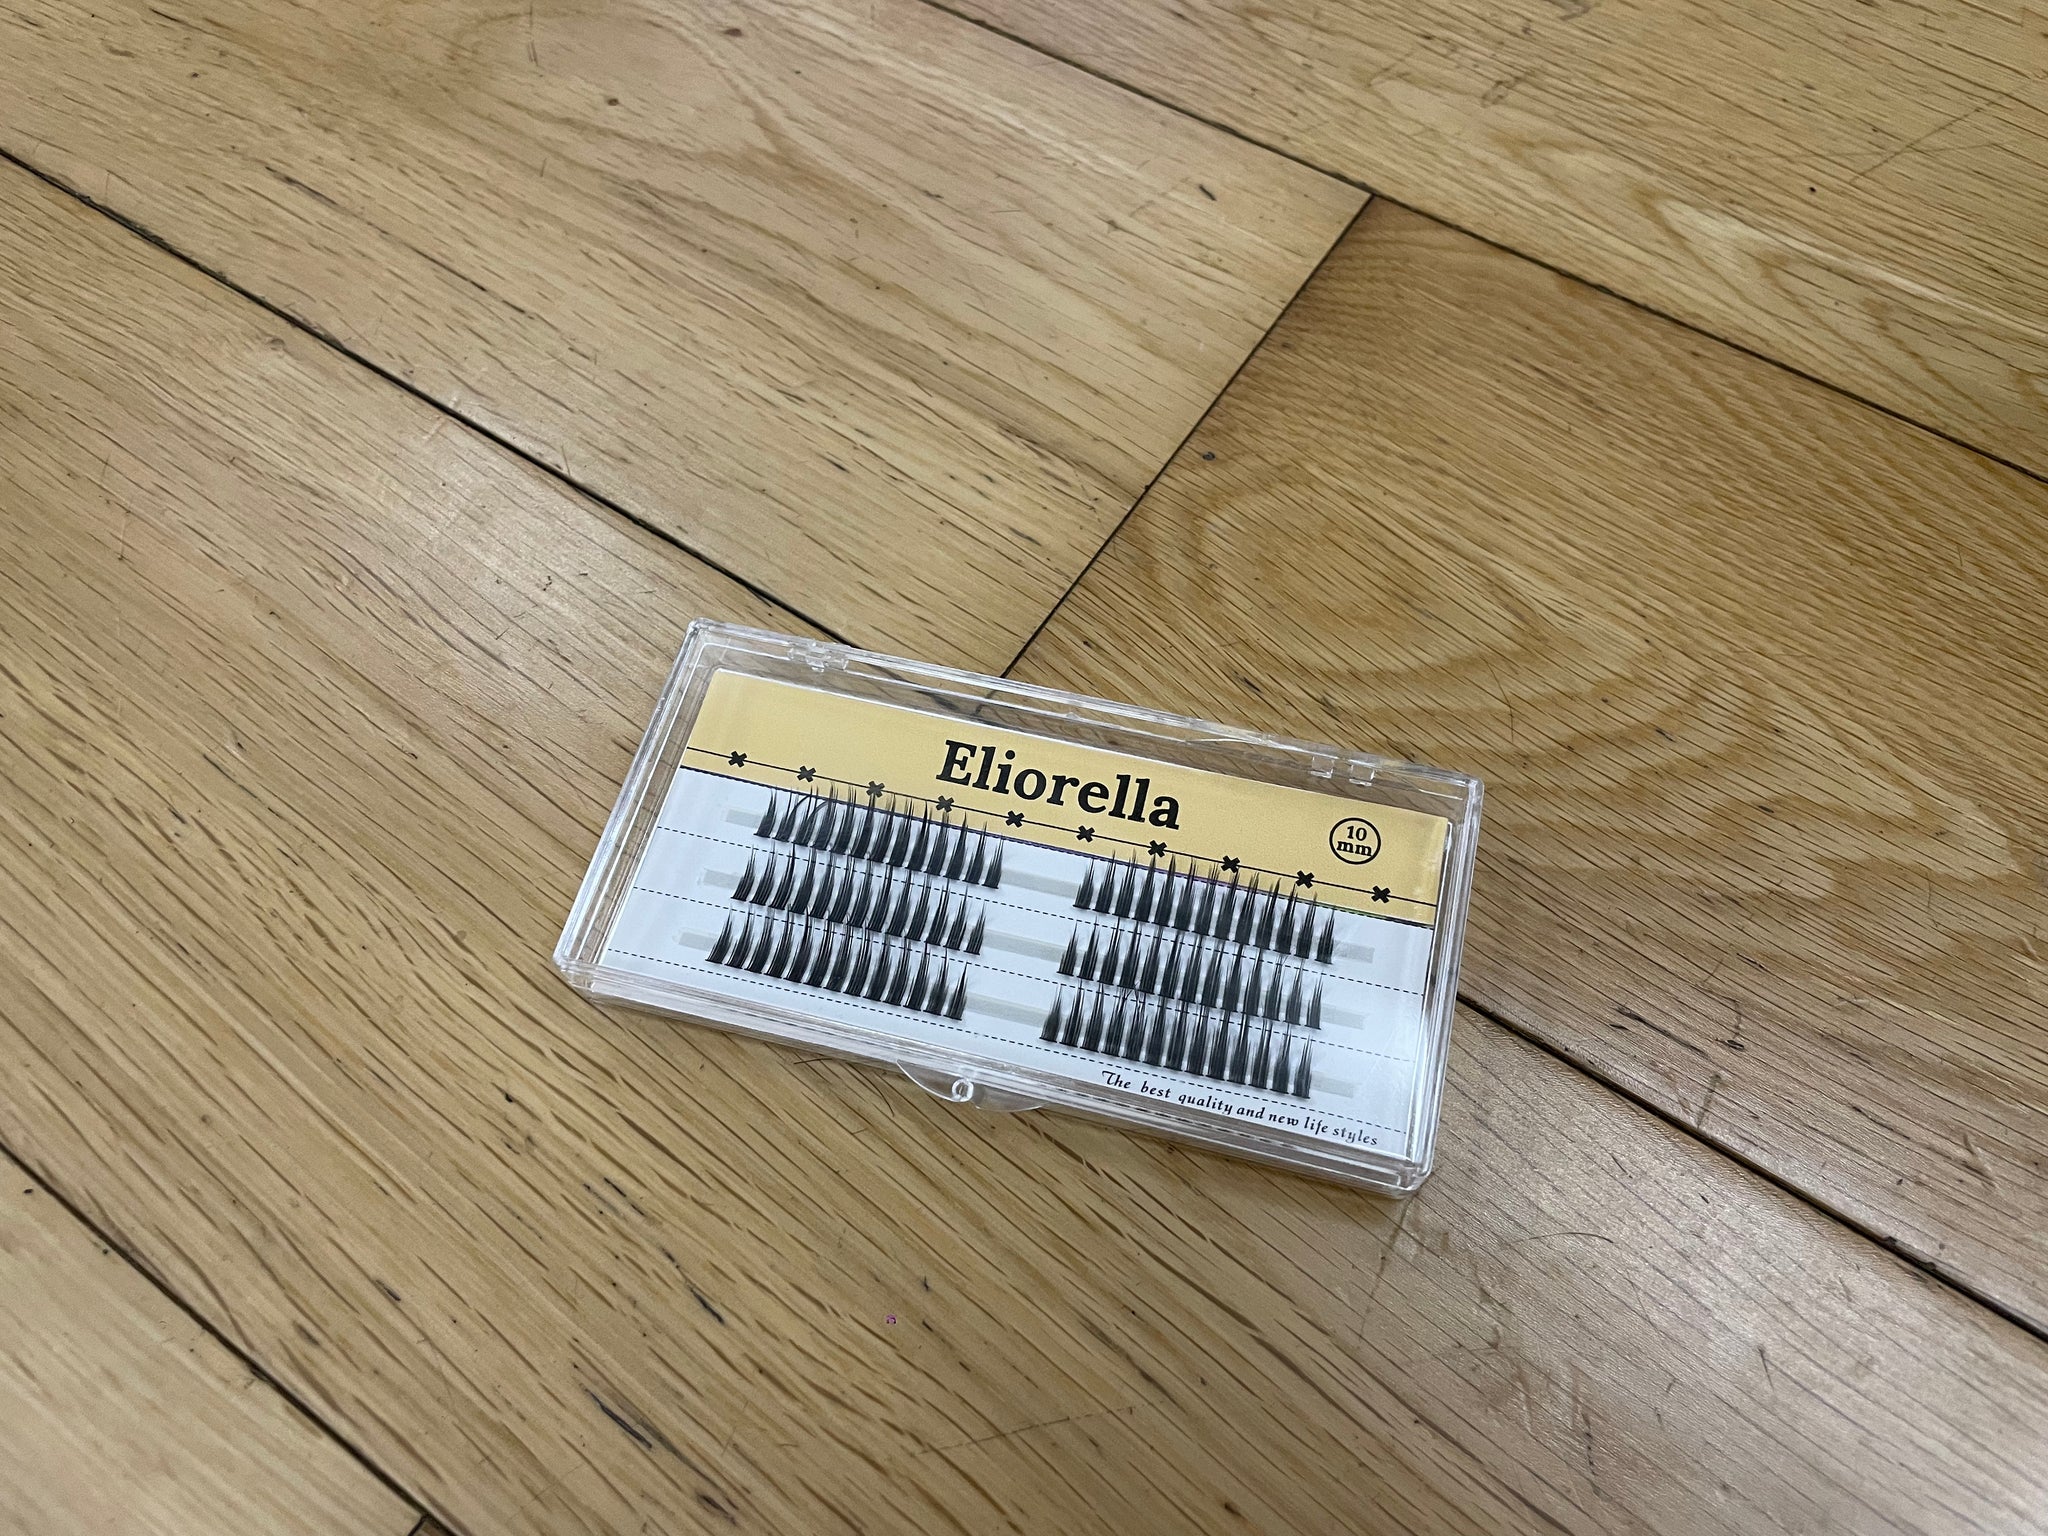 Eliorella
10
mm
The best quality and new life styles